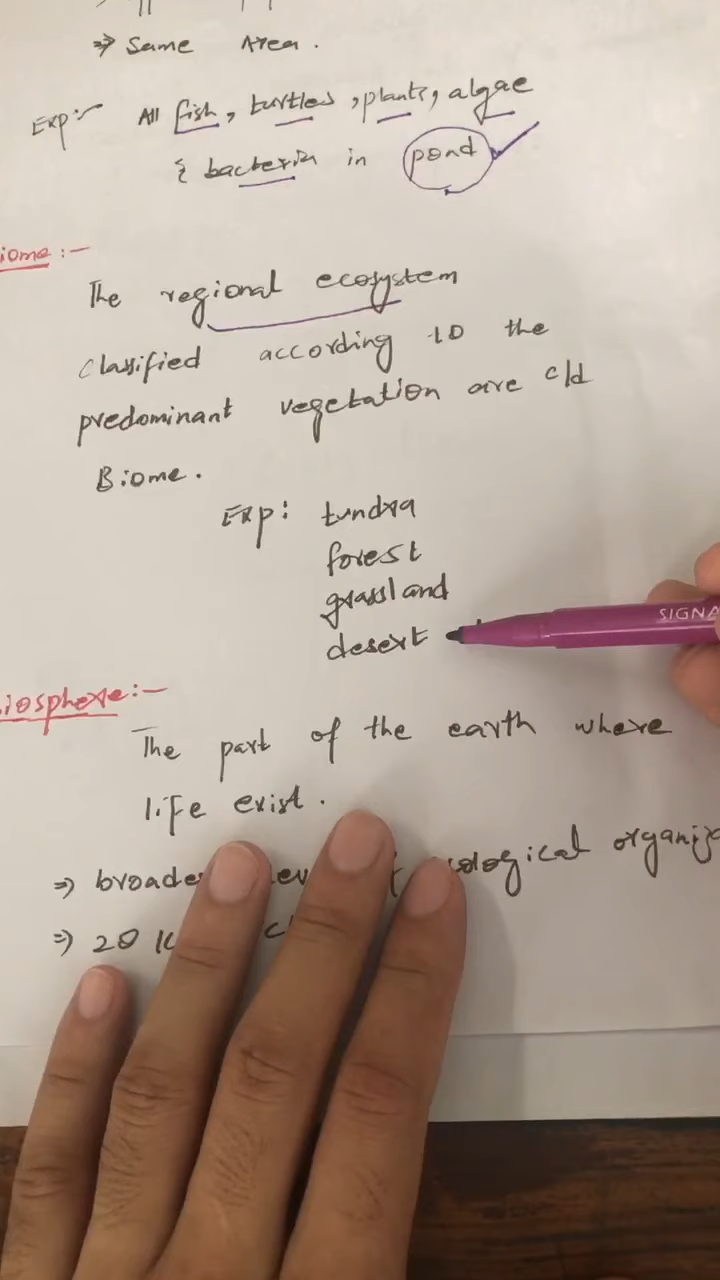 ⇒ Same Area.
Exp:- All fish, turtles, plants, algae
& bacteria in pond
iome:-
The regional ecosystem
classified according to the
predominant vegetation are c/d
Biome.
Exp: tundra
forest
grassland
desert
SIGNA
iosphere:-
The part of the earth where
life exist.
⇒ broade ological organiza
⇒ 20 K